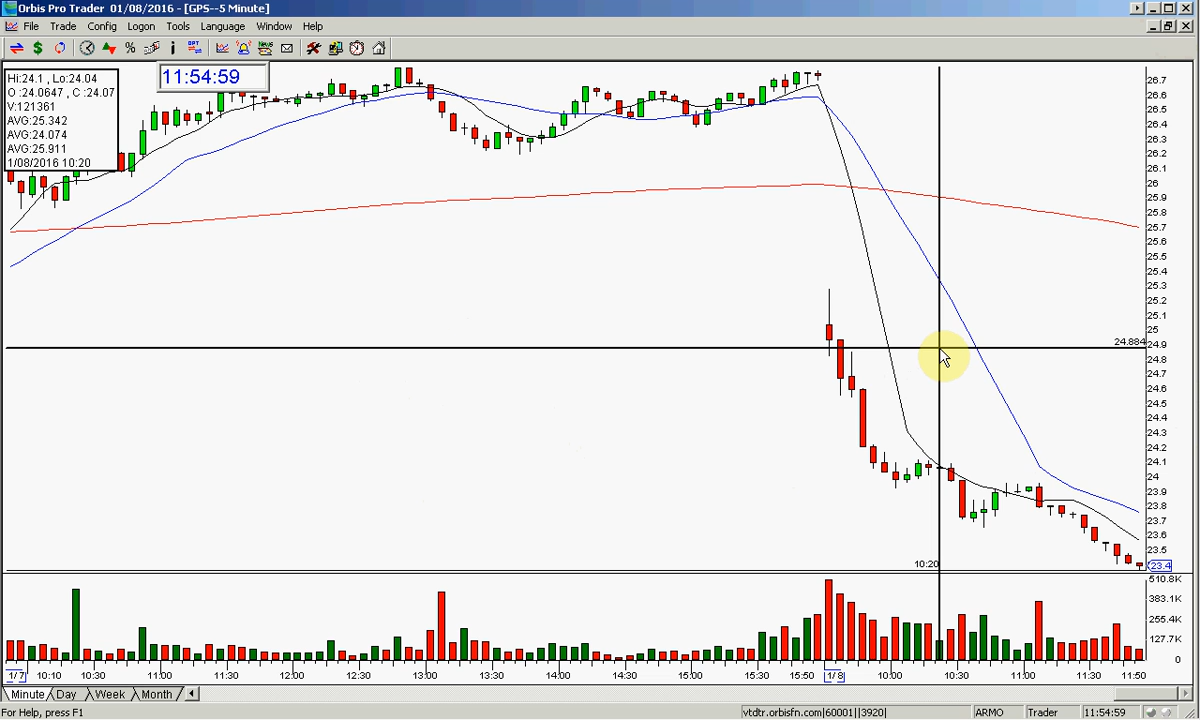 Orbis Pro Trader 01/08/2016 - [GPS--5 Minute]
File Trade Config Logon Tools Language Window Help
Hi:24.1 , Lo:24.04
O :24.0647 , C :24.07
V:121361
AVG:25.342
AVG:24.074
AVG:25.911
1/08/2016 10:20
11:54:59
26.7
26.6
26.5
26.4
26.3
26.2
26.1
26
25.9
25.8
25.7
25.6
25.5
25.4
25.3
25.2
25.1
25
24.884
24.9
24.8
24.7
24.6
24.5
24.4
24.3
24.2
24.1
24
23.9
23.8
23.7
23.6
23.5
10:20
23.4
510.8K
383.1K
255.4K
127.7K
0
1/7 10:10 10:30 11:00 11:30 12:00 12:30 13:00 13:30 14:00 14:30 15:00 15:30 15:50 1/8 10:00 10:30 11:00 11:30 11:50
Minute Day Week Month
For Help, press F1 vtdtr.orbisfn.com|60001||3920| ARMO Trader 11:54:59